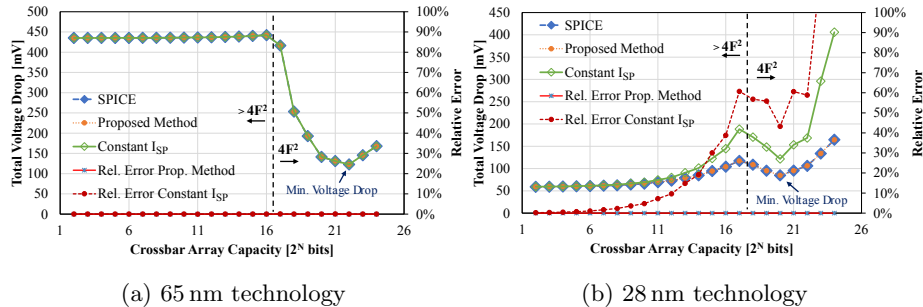 Total Voltage Drop [mV]
500
450
400
350
300
250
200
150
100
50
0
SPICE
Proposed Method
Constant I_SP
Rel. Error Prop. Method
Rel. Error Constant I_SP
>4F²
4F²
Min. Voltage Drop
100%
90%
80%
70%
60%
50%
40%
30%
20%
10%
0%
Relative Error
1 6 11 16 21 26
Crossbar Array Capacity [2^N bits]
(a) 65 nm technology
Total Voltage Drop [mV]
450
400
350
300
250
200
150
100
50
0
SPICE
Proposed Method
Constant I_SP
Rel. Error Prop. Method
Rel. Error Constant I_SP
>4F²
4F²
Min. Voltage Drop
100%
90%
80%
70%
60%
50%
40%
30%
20%
10%
0%
Relative Error
1 6 11 16 21 26
Crossbar Array Capacity [2^N bits]
(b) 28 nm technology